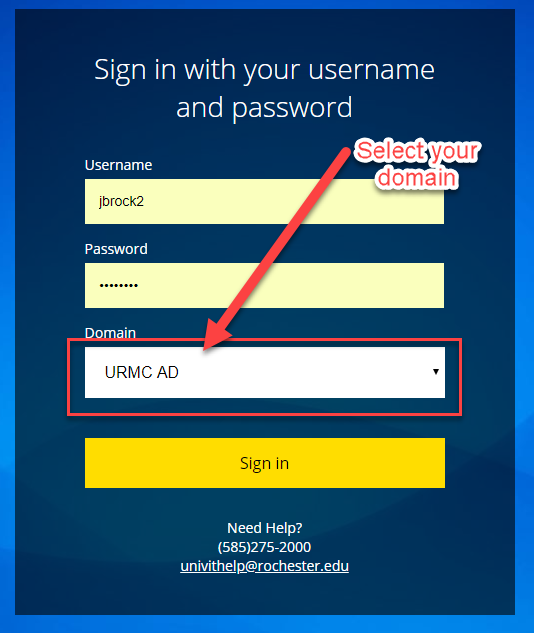 Sign in with your username
and password
Select your
domain
Username
jbrock2
Password
••••••••
Domain
URMC AD
Sign in
Need Help?
(585)275-2000
univithelp@rochester.edu